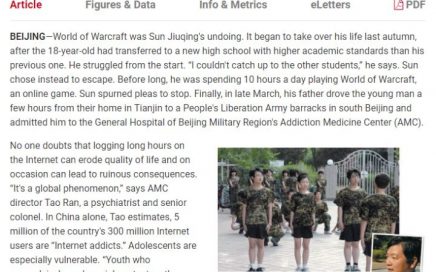 Article Figures & Data Info & Metrics eLetters PDF
BEIJING—World of Warcraft was Sun Jiuqing's undoing. It began to take over his life last autumn,
after the 18-year-old had transferred to a new high school with higher academic standards than his
previous one. He struggled from the start. "I couldn't catch up to the other students," he says. Sun
chose instead to escape. Before long, he was spending 10 hours a day playing World of Warcraft,
an online game. Sun spurned pleas to stop. Finally, in late March, his father drove the young man a
few hours from their home in Tianjin to a People's Liberation Army barracks in south Beijing and
admitted him to the General Hospital of Beijing Military Region's Addiction Medicine Center (AMC).
No one doubts that logging long hours on
the Internet can erode quality of life and on
occasion can lead to ruinous consequences.
"It's a global phenomenon," says AMC
director Tao Ran, a psychiatrist and senior
colonel. In China alone, Tao estimates, 5
million of the country's 300 million Internet
users are "Internet addicts." Adolescents are
especially vulnerable. "Youth who